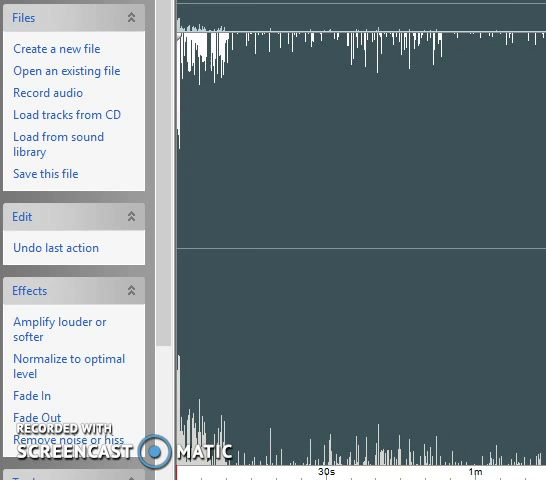 Files
Create a new file
Open an existing file
Record audio
Load tracks from CD
Load from sound
library
Save this file
Edit
Undo last action
Effects
Amplify louder or
softer
Normalize to optimal
level
Fade In
Fade Out
Remove noise or hiss
RECORDED WITH
SCREENCAST MATIC
30s
1m